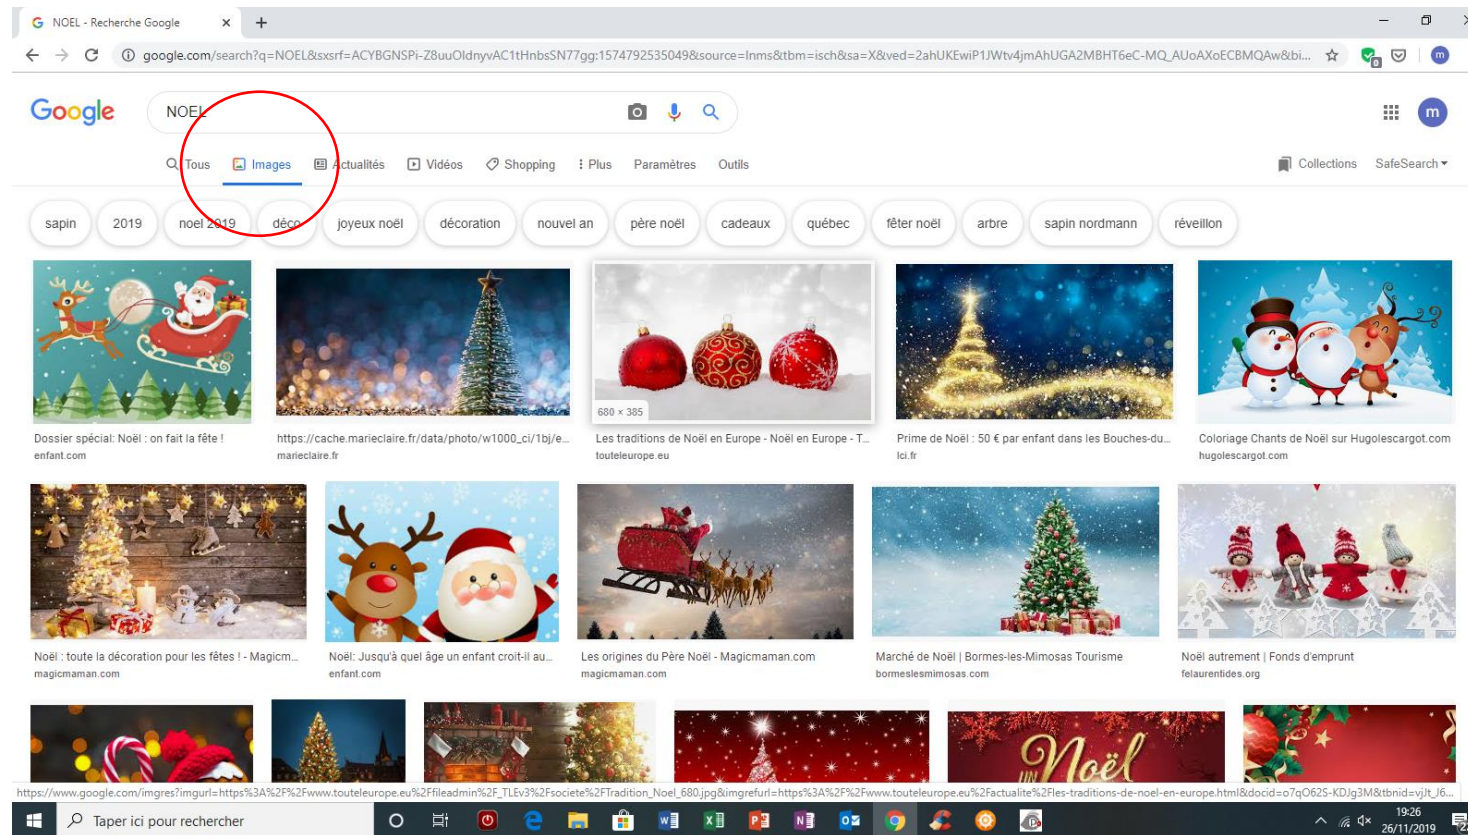 NOEL - Recherche Google
google.com/search?q=NOEL&sxsrf=ACYBGNSPi-Z8uuOIdnyvAC1tHnbsSN77gg:1574792535049&source=lnms&tbm=isch&sa=X&ved=2ahUKEwiP1JWtv4jmAhUGA2MBHT6eC-MQ_AUoAXoECBMQAw&bi...
0
m
Google
NOEL
m
Tous Images Actualités Vidéos Shopping Plus Paramètres Outils Collections SafeSearch
sapin 2019 noel 2019 déco joyeux noël décoration nouvel an père noël cadeaux québec fêter noël arbre sapin nordmann réveillon
680 × 385
Dossier spécial: Noël : on fait la fête !
enfant.com
https://cache.marieclaire.fr/data/photo/w1000_ci/1bj/e...
marieclaire.fr
Les traditions de Noël en Europe - Noël en Europe - T...
touteleurope.eu
Prime de Noël : 50 € par enfant dans les Bouches-du...
lci.fr
Coloriage Chants de Noël sur Hugolescargot.com
hugolescargot.com
Noël : toute la décoration pour les fêtes ! - Magicm...
magicmaman.com
Noël: Jusqu'à quel âge un enfant croit-il au...
enfant.com
Les origines du Père Noël - Magicmaman.com
magicmaman.com
Marché de Noël | Bormes-les-Mimosas Tourisme
bormeslesmimosas.com
Noël autrement | Fonds d'emprunt
felaurentides.org
UN
Noël
https://www.google.com/imgres?imgurl=https%3A%2F%2Fwww.touteleurope.eu%2Ffileadmin%2F_TLEv3%2Fsociete%2FTradition_Noel_680.jpg&imgrefurl=https%3A%2F%2Fwww.touteleurope.eu%2Factualite%2Fles-traditions-de-noel-en-europe.html&docid=o7qO62S-KDJg3M&tbnid=vjJt_J6...
Taper ici pour rechercher
19:26
26/11/2019